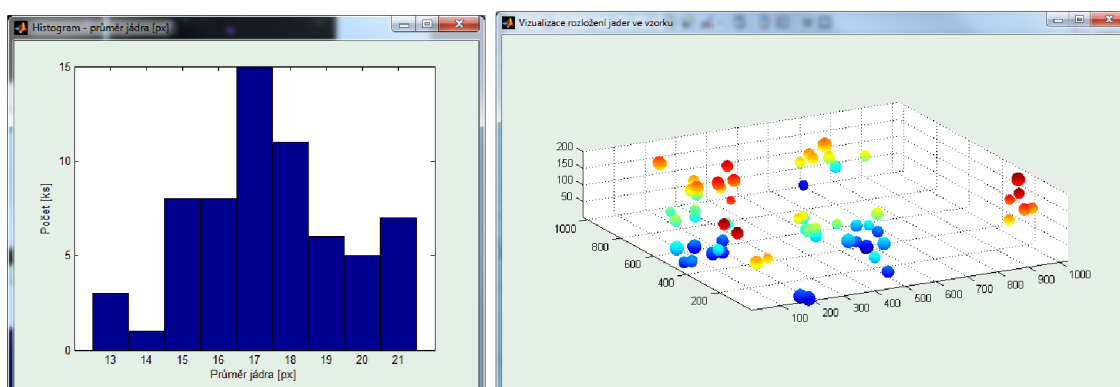 Histogram - průměr jádra [px]
15
10
5
0
Počet [ks]
13 14 15 16 17 18 19 20 21
Průměr jádra [px]
Vizualizace rozložení jader ve vzorku
200
150
100
50
1000
800
600
400
200
100 200 300 400 500 600 700 800 900 1000